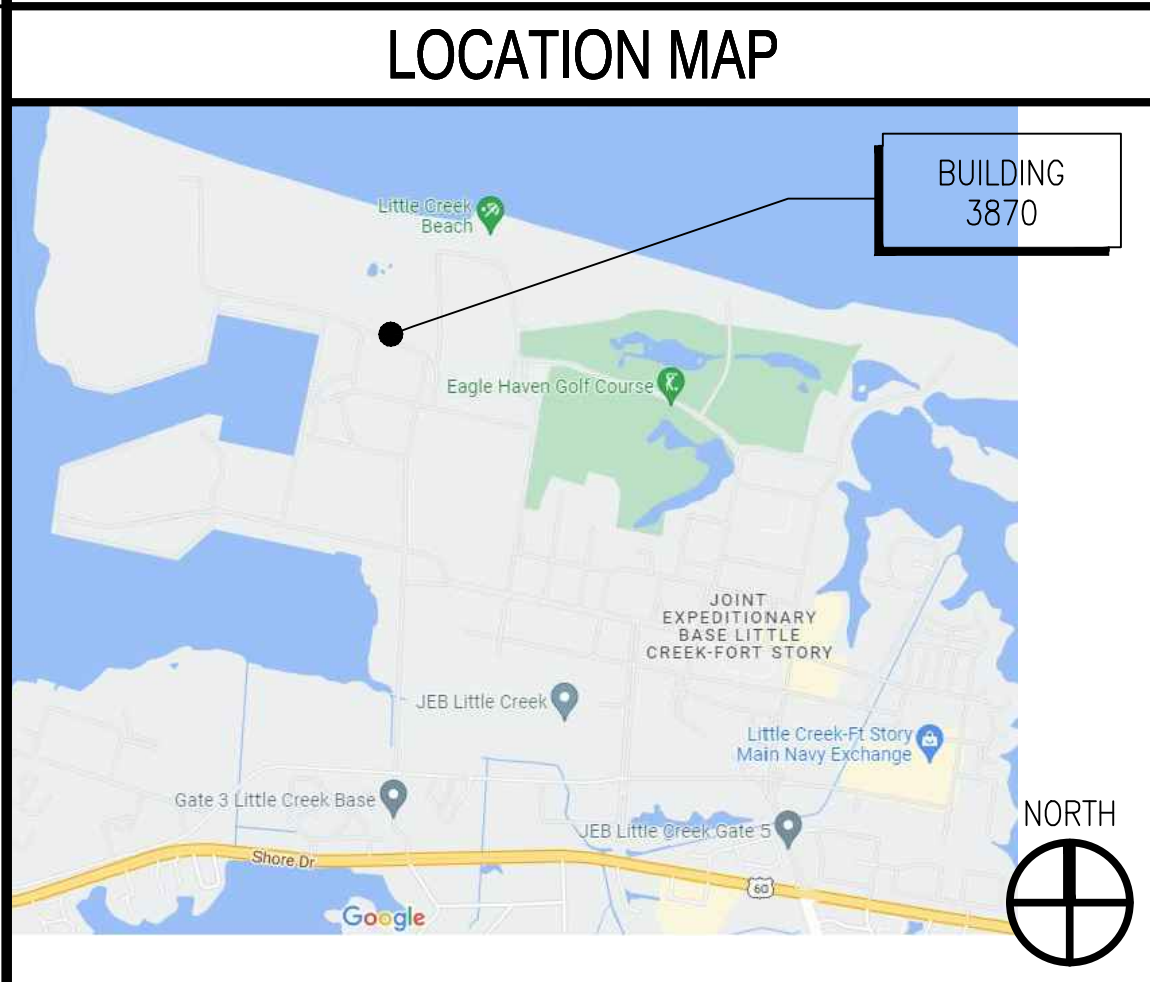 LOCATION MAP
BUILDING
3870
Little Creek
Beach
Eagle Haven Golf Course
JOINT
EXPEDITIONARY
BASE LITTLE
CREEK-FORT STORY
JEB Little Creek
Little Creek-Ft Story
Main Navy Exchange
Gate 3 Little Creek Base
JEB Little Creek Gate 5
NORTH
Shore Dr
60
Google